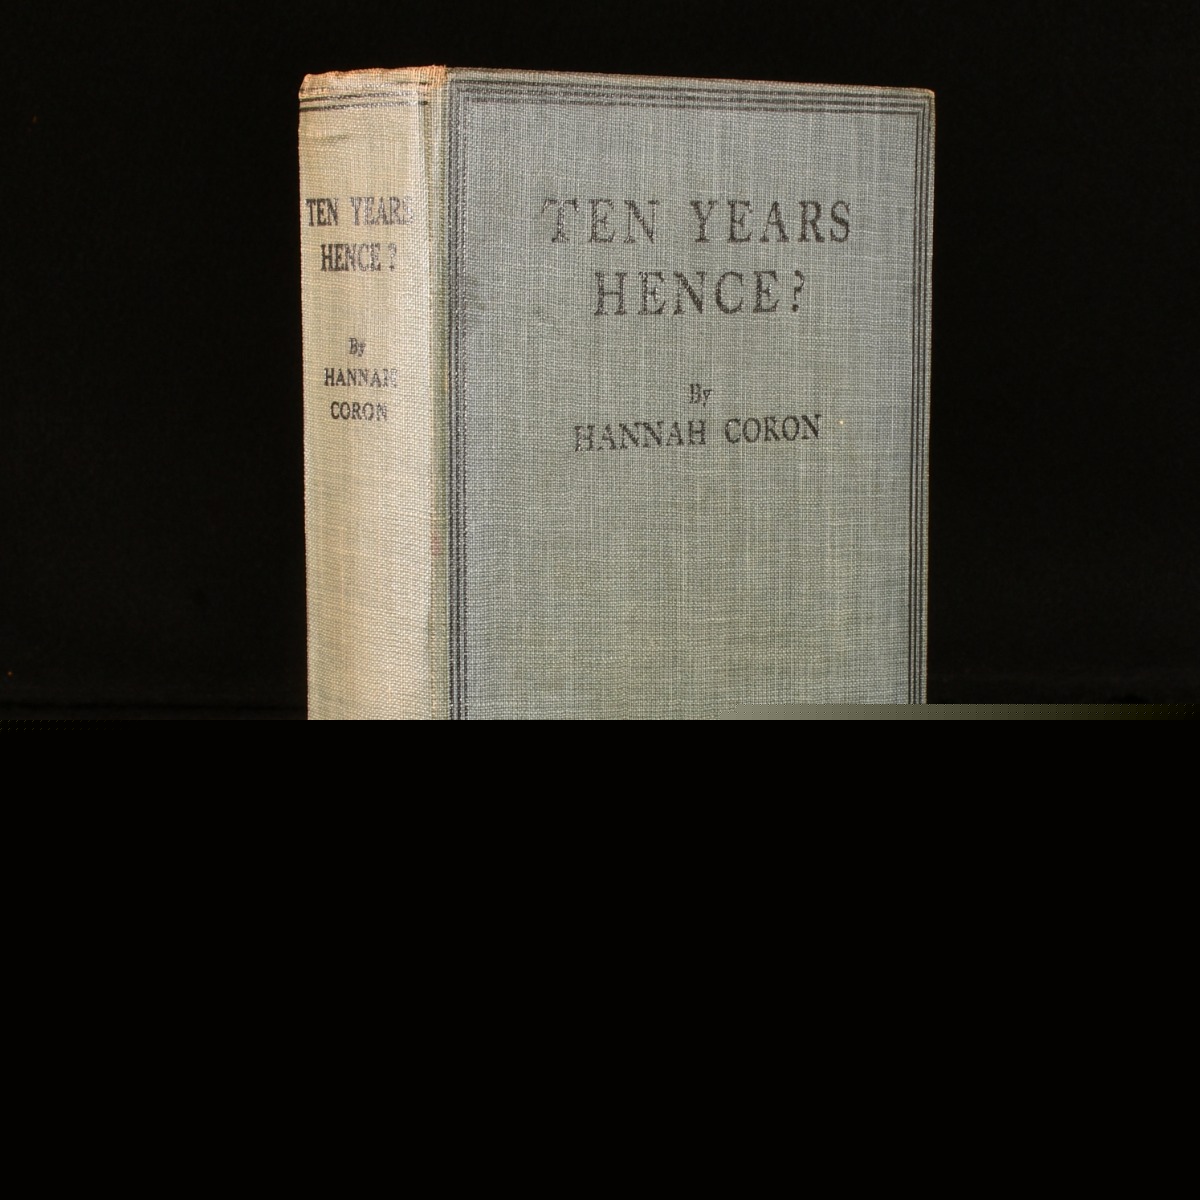 TEN YEARS
HENCE?
By
HANNAH
CORON
TEN YEARS
HENCE?
By
HANNAH CORON